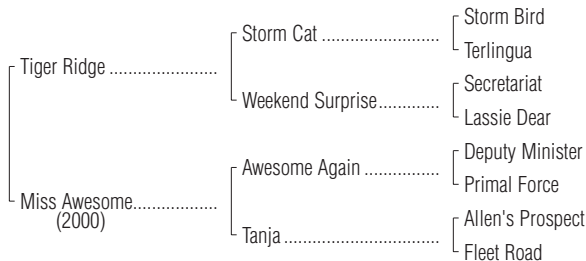 Storm Bird
Storm Cat ........................
Terlingua
Tiger Ridge ......................
Secretariat
Weekend Surprise.............
Lassie Dear
Deputy Minister
Awesome Again ...............
Primal Force
Miss Awesome.................
(2000)
Allen's Prospect
Tanja ................................
Fleet Road